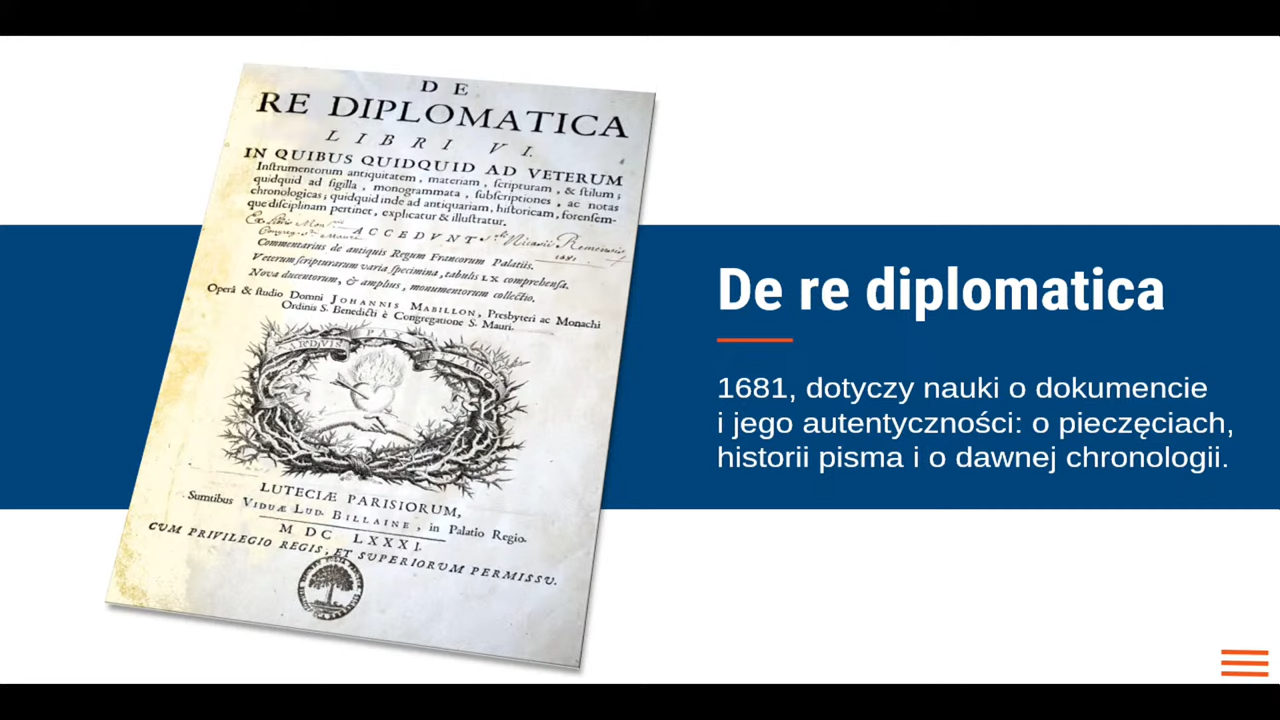 DE
RE DIPLOMATICA
LIBRI VI.
IN QUIBUS QUIDQUID AD VETERUM
Instrumentorum antiquitatem, materiam, scripturam, & stilum;
quidquid ad sigilla, monogrammata, subscriptiones, ac notas
chronologicas; quidquid inde ad antiquariam, historicam, forensem-
que disciplinam pertinet, explicatur & illustratur.
ACCEDVNT
Commentarius de antiquis Regum Francorum Palatiis.
Veterum scripturarum varia specimina, tabulis LX comprehensa.
Nova ducentorum, & amplius, monumentorum collectio.
Operâ & studio Domni JOHANNIS MABILLON, Presbyteri ac Monachi
Ordinis S. Benedicti è Congregatione S. Mauri.
PAX
LUTECIÆ PARISIORUM,
Sumtibus VIDUÆ LUD. BILLAINE, in Palatio Regio.
M DC LXXXI.
CUM PRIVILEGIO REGIS, ET SUPERIORUM PERMISSU.
De re diplomatica
1681, dotyczy nauki o dokumencie
i jego autentyczności: o pieczęciach,
historii pisma i o dawnej chronologii.